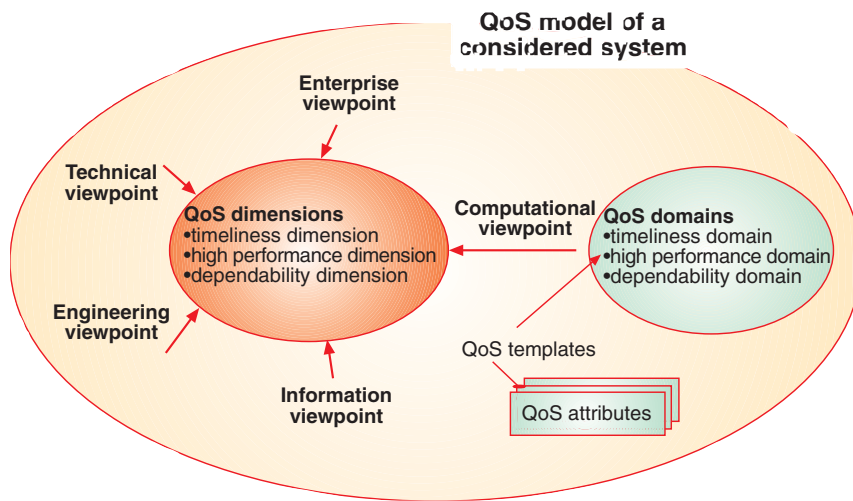 QoS model of a
considered system
Enterprise
viewpoint
Technical
viewpoint
QoS dimensions
•timeliness dimension
•high performance dimension
•dependability dimension
Computational
viewpoint
QoS domains
•timeliness domain
•high performance domain
•dependability domain
Engineering
viewpoint
Information
viewpoint
QoS templates
QoS attributes